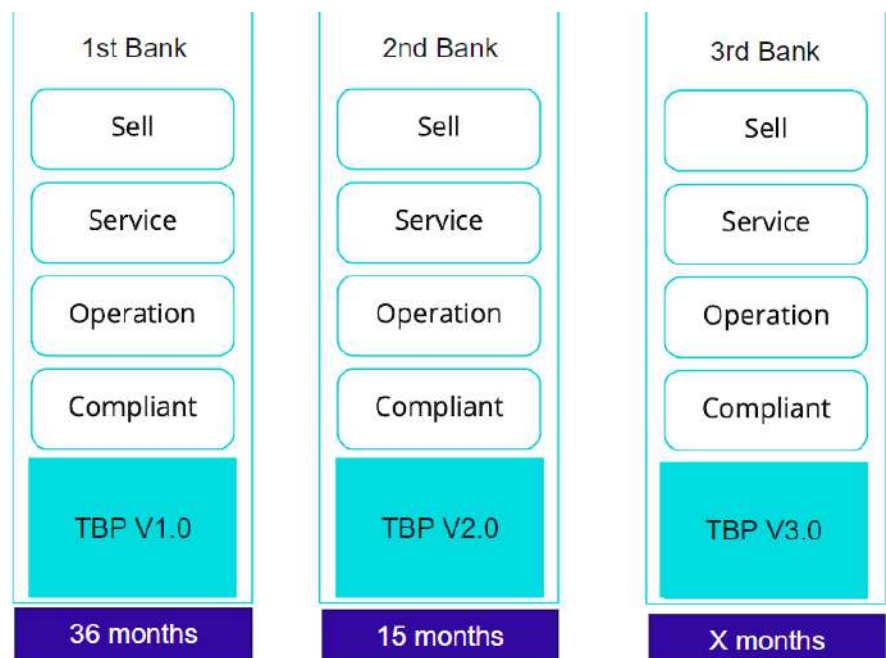 1st Bank
Sell
Service
Operation
Compliant
TBP V1.0
36 months
2nd Bank
Sell
Service
Operation
Compliant
TBP V2.0
15 months
3rd Bank
Sell
Service
Operation
Compliant
TBP V3.0
X months